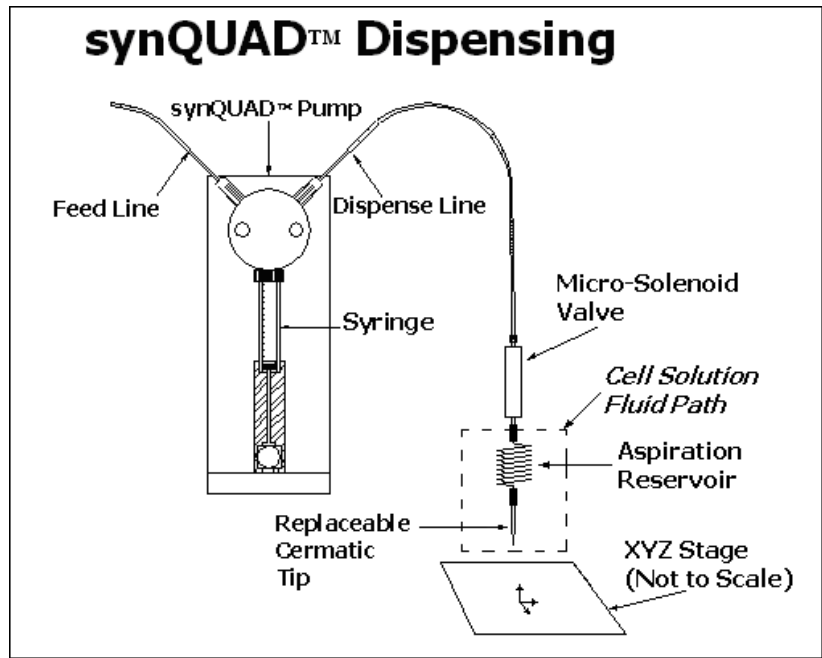 synQUAD™ Dispensing
synQUAD™ Pump
Feed Line
Dispense Line
Micro-Solenoid
Valve
Syringe
Cell Solution
Fluid Path
Aspiration
Reservoir
Replaceable
Cermatic
Tip
XYZ Stage
(Not to Scale)